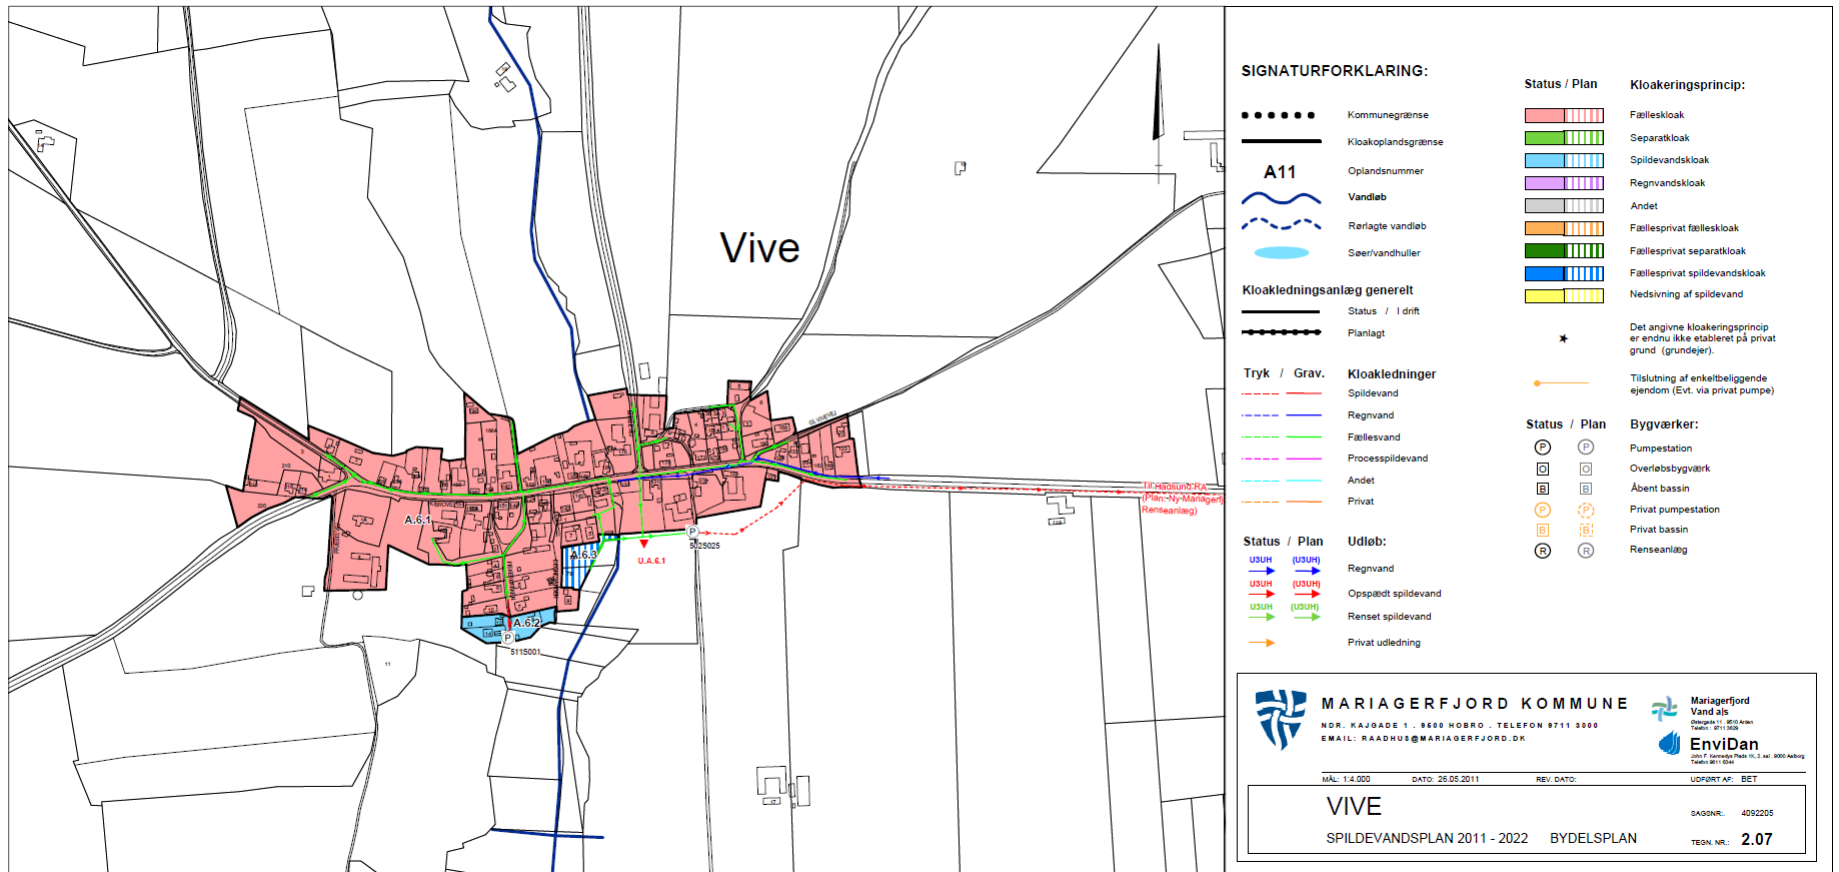 Vive
A.6.1
A.6.3
A.6.2
U.A.6.1
P
5025025
P
5115001
11
Til Hadsund RA
(Plan: Ny-Mariagerfj
Renseanlæg)
SIGNATURFORKLARING:
Kommunegrænse
Kloakoplandsgrænse
A11 Oplandsnummer
Vandløb
Rørlagte vandløb
Søer/vandhuller
Kloakledningsanlæg generelt
Status / I drift
Planlagt
Tryk / Grav. Kloakledninger
Spildevand
Regnvand
Fællesvand
Processpildevand
Andet
Privat
Status / Plan Udløb:
U3UH (U3UH) Regnvand
U3UH (U3UH) Opspædt spildevand
U3UH (U3UH) Renset spildevand
Privat udledning
Status / Plan Kloakeringsprincip:
Fælleskloak
Separatkloak
Spildevandskloak
Regnvandskloak
Andet
Fællesprivat fælleskloak
Fællesprivat separatkloak
Fællesprivat spildevandskloak
Nedsivning af spildevand
Det angivne kloakeringsprincip
er endnu ikke etableret på privat
grund (grundejer).
Tilslutning af enkeltbeliggende
ejendom (Evt. via privat pumpe)
Status / Plan Bygværker:
P P Pumpestation
O O Overløbsbygværk
B B Åbent bassin
P P Privat pumpestation
B B Privat bassin
R R Renseanlæg
MARIAGERFJORD KOMMUNE
NDR. KAJGADE 1 . 9500 HOBRO . TELEFON 9711 3000
EMAIL: RAADHUS@MARIAGERFJORD.DK
Mariagerfjord
Vand a|s
EnviDan
MÅL: 1:4.000 DATO: 26.05.2011 REV. DATO: UDFØRT AF: BET
VIVE
SPILDEVANDSPLAN 2011 - 2022 BYDELSPLAN
SAGSNR.: 4092205
TEGN. NR.: 2.07